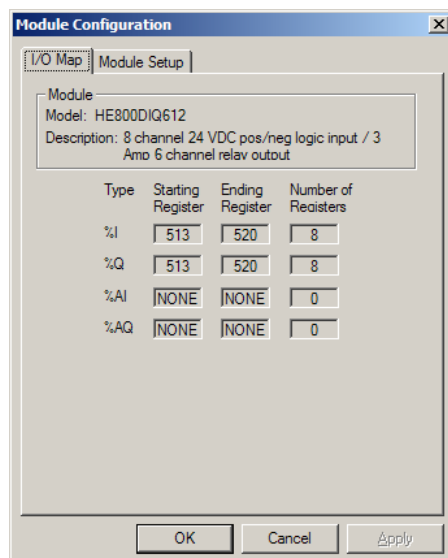 Module Configuration
I/O Map
Module Setup
Module
Model: HE800DIQ612
Description: 8 channel 24 VDC pos/neg logic input / 3
Amp 6 channel relay output
Type Starting Register Ending Register Number of Registers
%I 513 520 8
%Q 513 520 8
%AI NONE NONE 0
%AQ NONE NONE 0
OK Cancel Apply